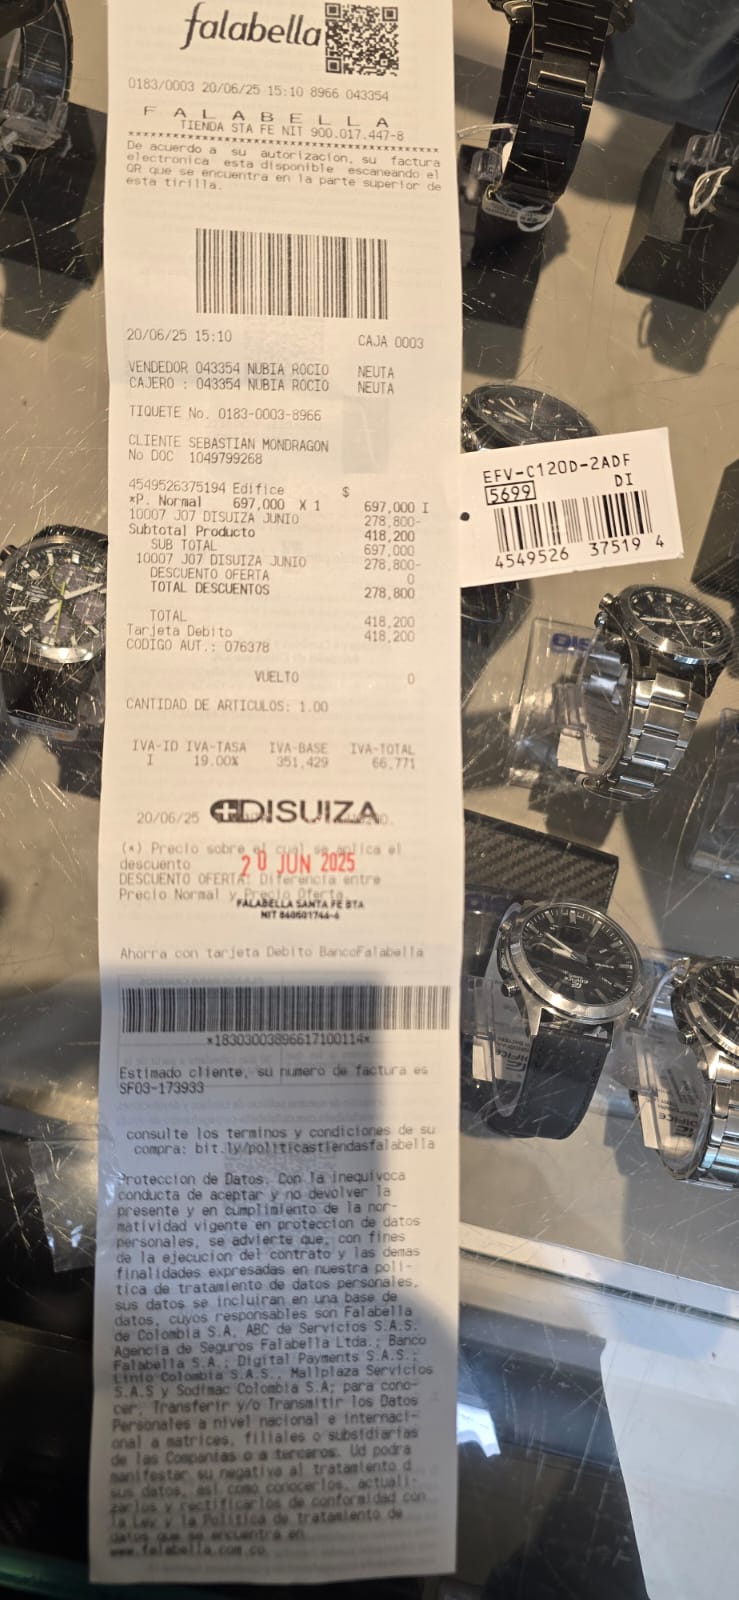 falabella
0183/0003 20/06/25 15:10 8966 043354
F A L A B E L L A
TIENDA STA FE NIT 900.017.447-8
****************************************
De acuerdo a su autorizacion, su factura
electronica esta disponible escaneando el
QR que se encuentra en la parte superior de
esta tirilla.
20/06/25 15:10 CAJA 0003
VENDEDOR 043354 NUBIA ROCIO NEUTA
CAJERO : 043354 NUBIA ROCIO NEUTA
TIQUETE No. 0183-0003-8966
CLIENTE SEBASTIAN MONDRAGON
No DOC 1049799268
4549526375194 Edifice $
*P. Normal 697,000 X 1 697,000 I
10007 J07 DISUIZA JUNIO 278,800-
Subtotal Producto 418,200
SUB TOTAL 697,000
10007 J07 DISUIZA JUNIO 278,800-
DESCUENTO OFERTA 0
TOTAL DESCUENTOS 278,800
TOTAL 418,200
Tarjeta Debito 418,200
CODIGO AUT.: 076378
VUELTO 0
CANTIDAD DE ARTICULOS: 1.00
IVA-ID IVA-TASA IVA-BASE IVA-TOTAL
I 19.00% 351,429 66,771
20/06/25 DISUIZA
(*) Precio sobre el cual se aplica el
descuento
20 JUN 2025
DESCUENTO OFERTA: Diferencia entre
Precio Normal y Precio Oferta
FALABELLA SANTA FE BTA
NIT 860501744-6
Ahorra con tarjeta Debito BancoFalabella
*18303003896617100114*
Estimado cliente, su numero de factura es
SF03-173933
consulte los terminos y condiciones de su
compra: bit.ly/politicastiendasfalabella
Proteccion de Datos. Con la inequivoca
conducta de aceptar y no devolver la
presente y en cumplimiento de la nor-
matividad vigente en proteccion de datos
personales, se advierte que, con fines
de la ejecucion del contrato y las demas
finalidades expresadas en nuestra poli-
tica de tratamiento de datos personales,
sus datos se incluiran en una base de
datos, cuyos responsables son Falabella
de Colombia S.A, ABC de Servicios S.A.S.
Agencia de Seguros Falabella Ltda.; Banco
Falabella S.A.; Digital Payments S.A.S.;
Linio Colombia S.A.S., Mallplaza Servicios
S.A.S y Sodimac Colombia S.A; para cono-
cer, Transferir y/o Transmitir los Datos
Personales a nivel nacional e internaci-
onal a matrices, filiales o subsidiarias
de las Companias o a terceros. Ud podra
manifestar su negativa al tratamiento d
sus datos, asi como conocerlos, actuali-
zarlos y rectificarlos de conformidad con
la Ley y la Politica de tratamiento de
datos que se encuentra en
www.falabella.com.co
EFV-C120D-2ADF
5699 DI
4549526 37519 4
CASIO
EDIFICE